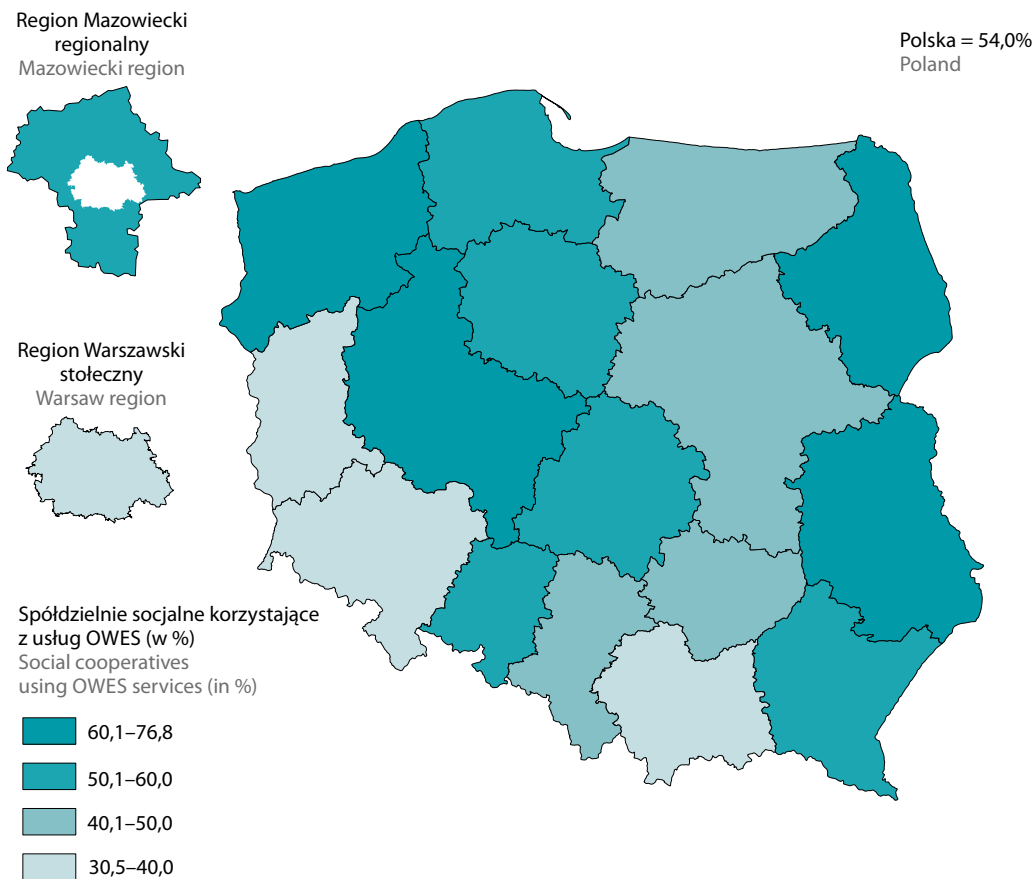 Region Mazowiecki
regionalny
Mazowiecki region
Polska = 54,0%
Poland
Region Warszawski
stołeczny
Warsaw region
Spółdzielnie socjalne korzystające
z usług OWES (w %)
Social cooperatives
using OWES services (in %)
60,1–76,8
50,1–60,0
40,1–50,0
30,5–40,0